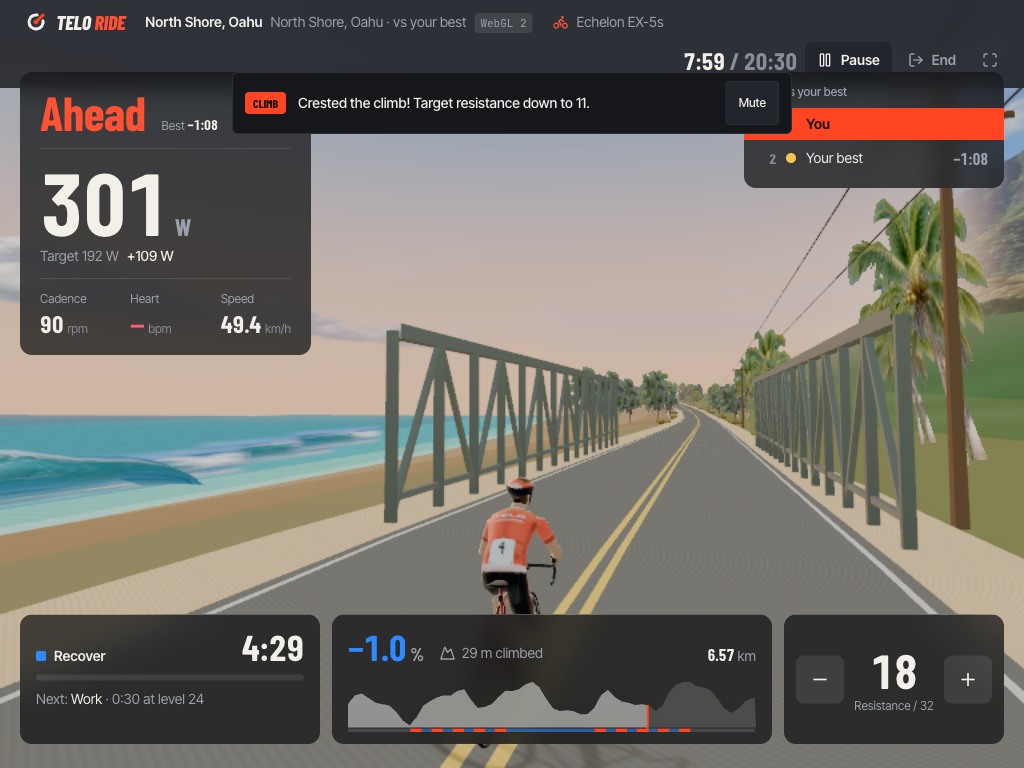 TELO RIDE North Shore, Oahu North Shore, Oahu · vs your best WebGL 2 Echelon EX-5s
7:59 / 20:30 Pause End
Ahead Best −1:08
CLIMB Crested the climb! Target resistance down to 11. Mute
s your best
You
2 Your best −1:08
301 W
Target 192 W +109 W
Cadence Heart Speed
90 rpm – bpm 49.4 km/h
4
Recover 4:29
Next: Work · 0:30 at level 24
−1.0 % 29 m climbed 6.57 km
− 18 +
Resistance / 32